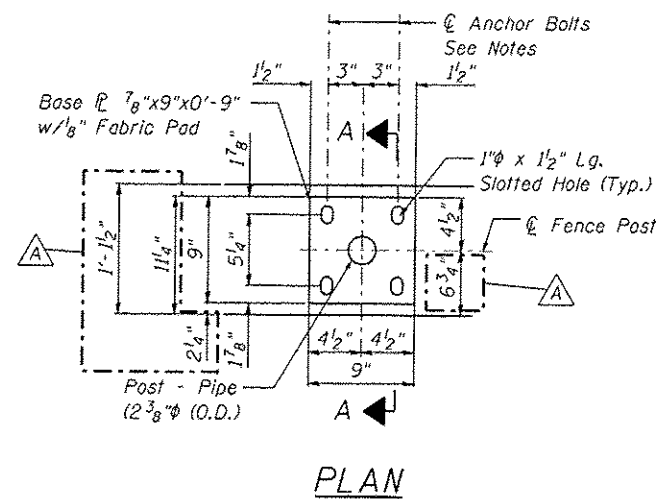 ℄ Anchor Bolts
See Notes
1½" 3" 3" 1½"
Base ℙ ⅞"x9"x0'-9"
w/⅛" Fabric Pad
A
1⅞"
1"φ x 1½" Lg.
Slotted Hole (Typ.)
℄ Fence Post
4½"
6¾"
A
A
1'-1½"
11¼"
9"
5¼"
2¼"
1⅞"
4½" 4½"
9"
Post - Pipe
(2⅜"φ (O.D.)
A
PLAN